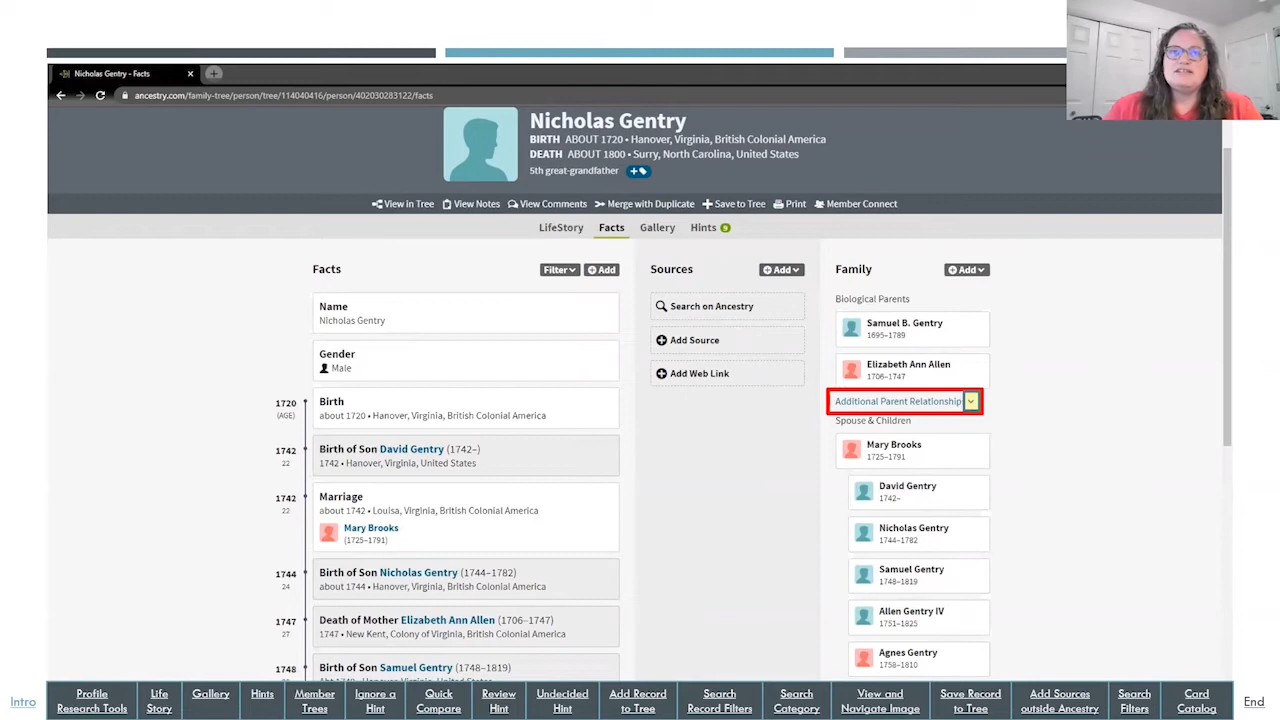 Nicholas Gentry - Facts
ancestry.com/family-tree/person/tree/114040416/person/402030283122/facts
Nicholas Gentry
BIRTH ABOUT 1720 • Hanover, Virginia, British Colonial America
DEATH ABOUT 1800 • Surry, North Carolina, United States
5th great-grandfather
View in Tree View Notes View Comments Merge with Duplicate Save to Tree Print Member Connect
LifeStory Facts Gallery Hints 9
Facts
Filter Add
Name
Nicholas Gentry
Gender
Male
1720
(AGE)
Birth
about 1720 • Hanover, Virginia, British Colonial America
1742
22
Birth of Son David Gentry (1742–)
1742 • Hanover, Virginia, United States
1742
22
Marriage
about 1742 • Louisa, Virginia, British Colonial America
Mary Brooks
(1725–1791)
1744
24
Birth of Son Nicholas Gentry (1744–1782)
about 1744 • Hanover, Virginia, British Colonial America
1747
27
Death of Mother Elizabeth Ann Allen (1706–1747)
1747 • New Kent, Colony of Virginia, British Colonial America
1748
Birth of Son Samuel Gentry (1748–1819)
Sources
Add
Search on Ancestry
Add Source
Add Web Link
Family
Add
Biological Parents
Samuel B. Gentry
1695–1789
Elizabeth Ann Allen
1706–1747
Additional Parent Relationship
Spouse & Children
Mary Brooks
1725–1791
David Gentry
1742–
Nicholas Gentry
1744–1782
Samuel Gentry
1748–1819
Allen Gentry IV
1751–1825
Agnes Gentry
1758–1810
Intro
Profile
Research Tools
Life
Story
Gallery
Hints
Member
Trees
Ignore a
Hint
Quick
Compare
Review
Hint
Undecided
Hint
Add Record
to Tree
Search
Record Filters
Search
Category
View and
Navigate Image
Save Record
to Tree
Add Sources
outside Ancestry
Search
Filters
Card
Catalog
End